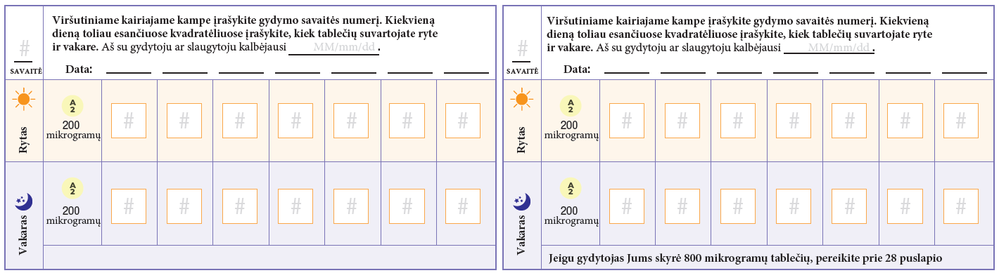 Viršutiniame kairiajame kampe įrašykite gydymo savaitės numerį. Kiekvieną
dieną toliau esančiuose kvadratėliuose įrašykite, kiek tablečių suvartojate ryte
ir vakare. Aš su gydytoju ar slaugytoju kalbėjausi MM/mm/dd .
#
SAVAITĖ
Data:
Rytas
A
2
200
mikrogramų
# # # # # # #
Vakaras
A
2
200
mikrogramų
# # # # # # #
Viršutiniame kairiajame kampe įrašykite gydymo savaitės numerį. Kiekvieną
dieną toliau esančiuose kvadratėliuose įrašykite, kiek tablečių suvartojate ryte
ir vakare. Aš su gydytoju ar slaugytoju kalbėjausi MM/mm/dd .
#
SAVAITĖ
Data:
Rytas
A
2
200
mikrogramų
# # # # # # #
Vakaras
A
2
200
mikrogramų
# # # # # # #
Jeigu gydytojas Jums skyrė 800 mikrogramų tablečių, pereikite prie 28 puslapio